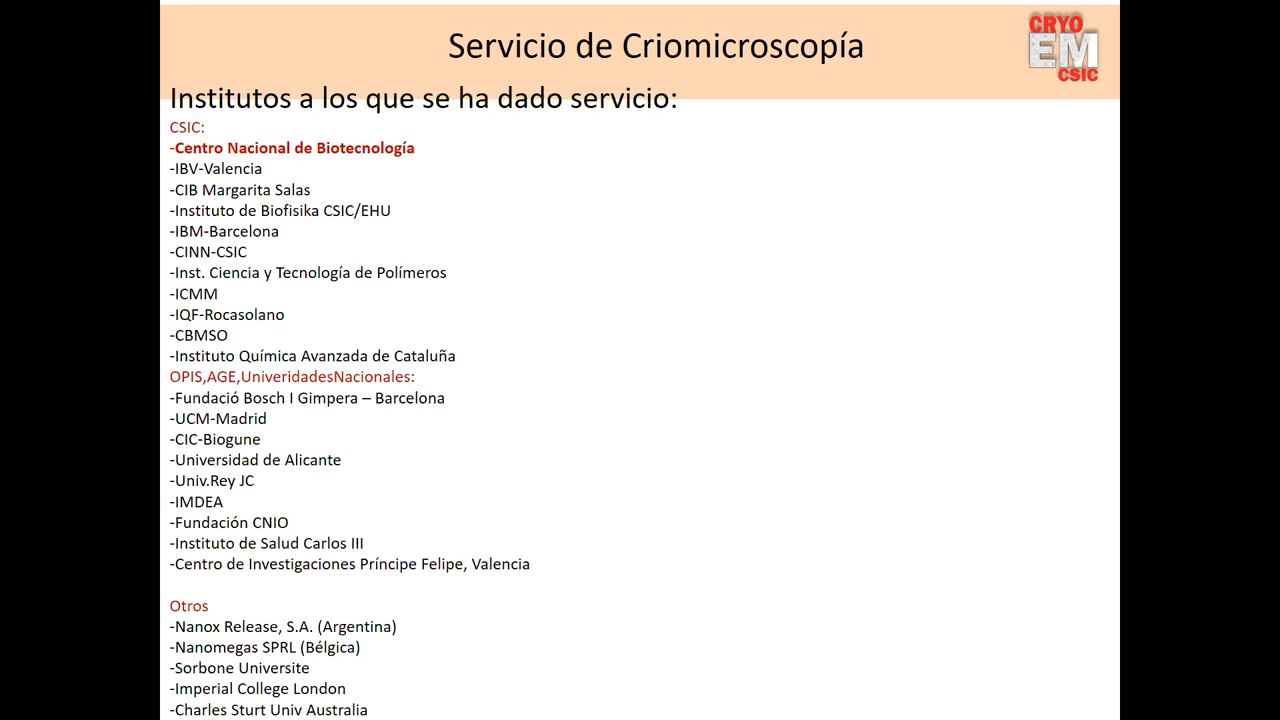 Servicio de Criomicroscopía
CRYO
EM
CSIC
Institutos a los que se ha dado servicio:
CSIC:
-Centro Nacional de Biotecnología
-IBV-Valencia
-CIB Margarita Salas
-Instituto de Biofisika CSIC/EHU
-IBM-Barcelona
-CINN-CSIC
-Inst. Ciencia y Tecnología de Polímeros
-ICMM
-IQF-Rocasolano
-CBMSO
-Instituto Química Avanzada de Cataluña
OPIS,AGE,UniveridadesNacionales:
-Fundació Bosch I Gimpera – Barcelona
-UCM-Madrid
-CIC-Biogune
-Universidad de Alicante
-Univ.Rey JC
-IMDEA
-Fundación CNIO
-Instituto de Salud Carlos III
-Centro de Investigaciones Príncipe Felipe, Valencia
Otros
-Nanox Release, S.A. (Argentina)
-Nanomegas SPRL (Bélgica)
-Sorbone Universite
-Imperial College London
-Charles Sturt Univ Australia